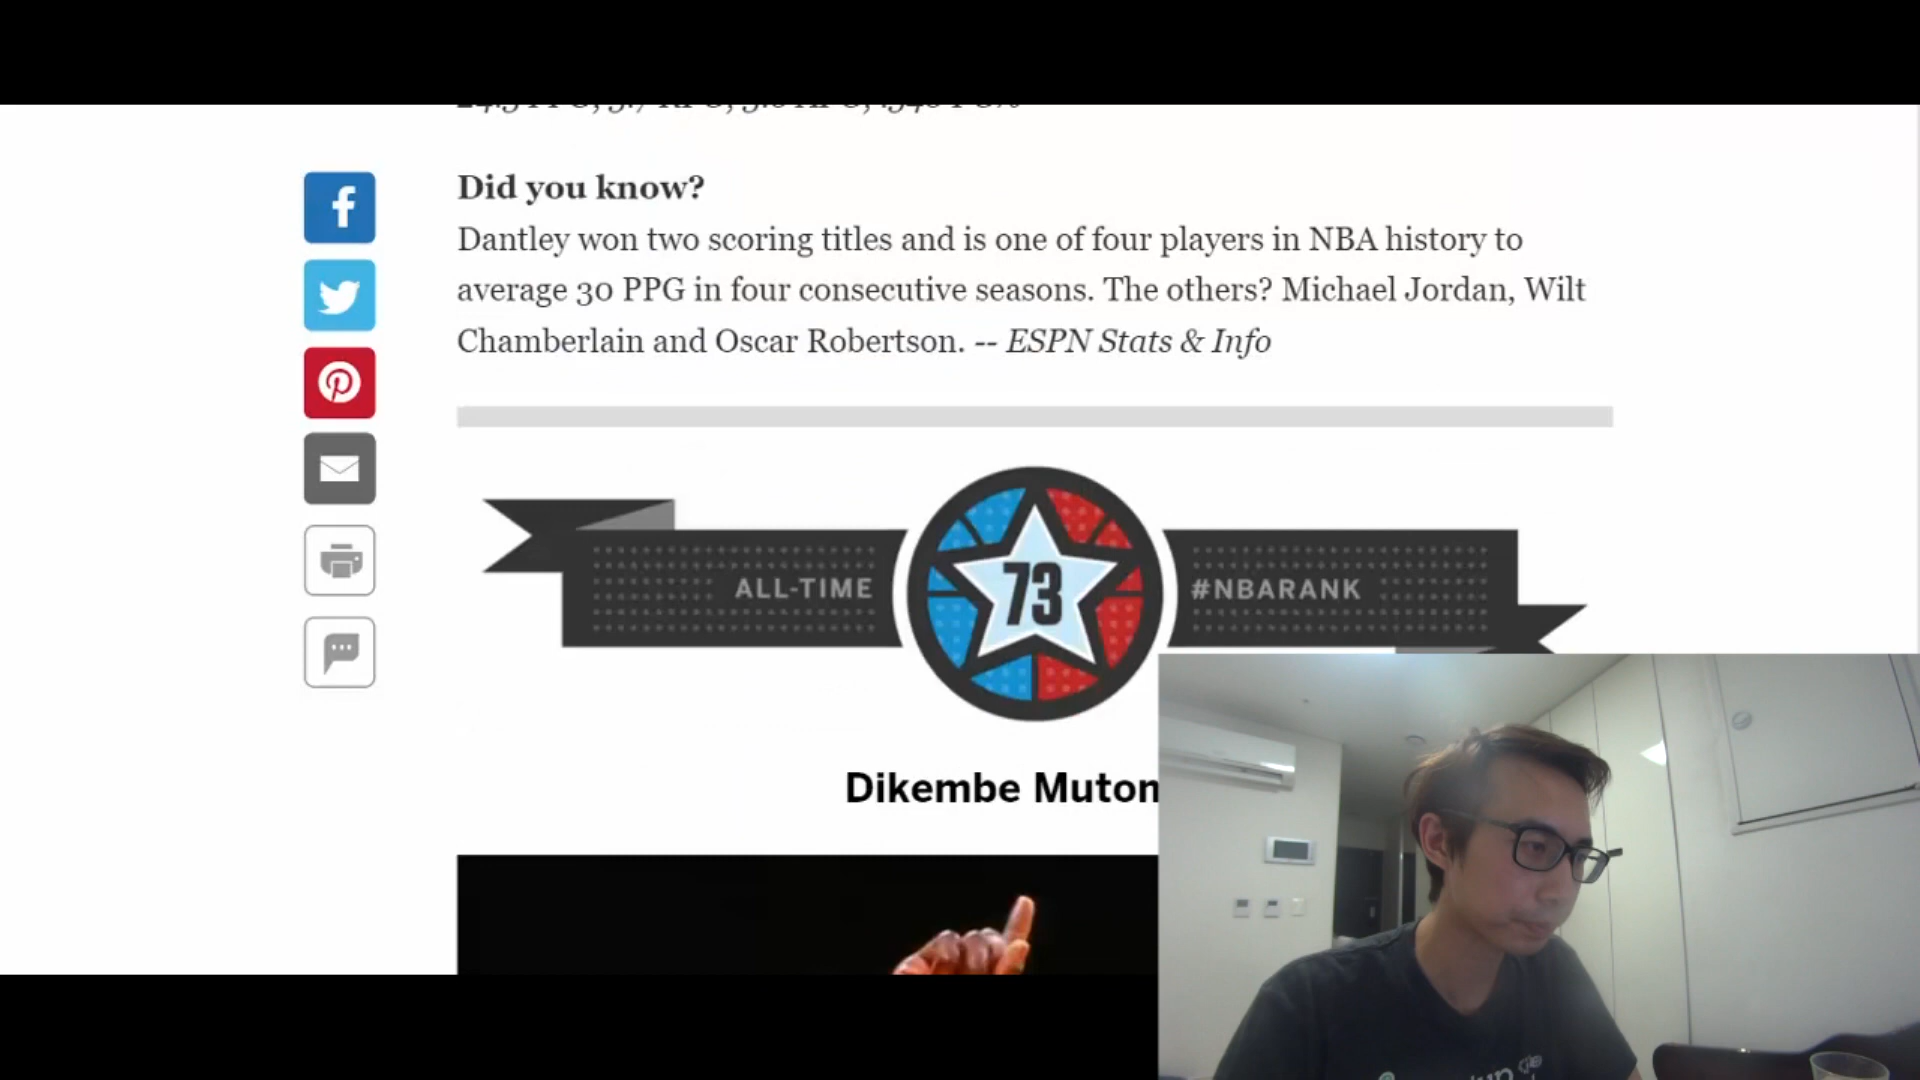 Did you know?
Dantley won two scoring titles and is one of four players in NBA history to
average 30 PPG in four consecutive seasons. The others? Michael Jordan, Wilt
Chamberlain and Oscar Robertson. -- ESPN Stats & Info
ALL-TIME
73
#NBARANK
Dikembe Mutom